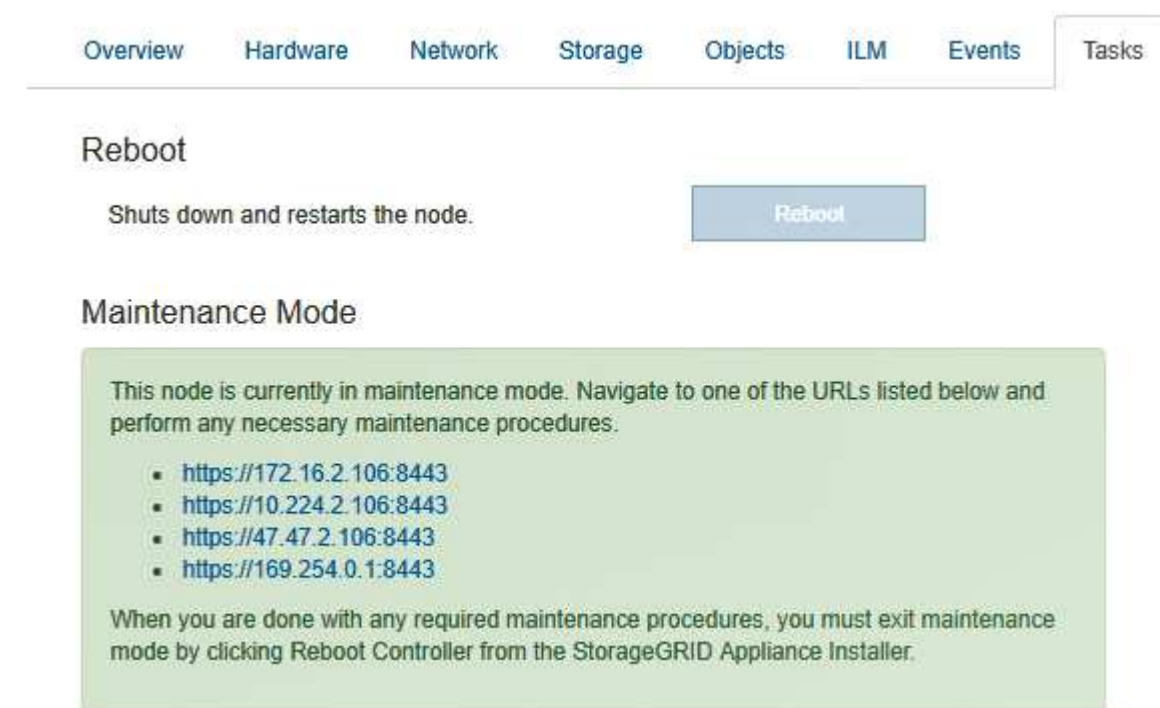 Overview Hardware Network Storage Objects ILM Events Tasks
Reboot
Shuts down and restarts the node. Reboot
Maintenance Mode
This node is currently in maintenance mode. Navigate to one of the URLs listed below and
perform any necessary maintenance procedures.
• https://172.16.2.106:8443
• https://10.224.2.106:8443
• https://47.47.2.106:8443
• https://169.254.0.1:8443
When you are done with any required maintenance procedures, you must exit maintenance
mode by clicking Reboot Controller from the StorageGRID Appliance Installer.